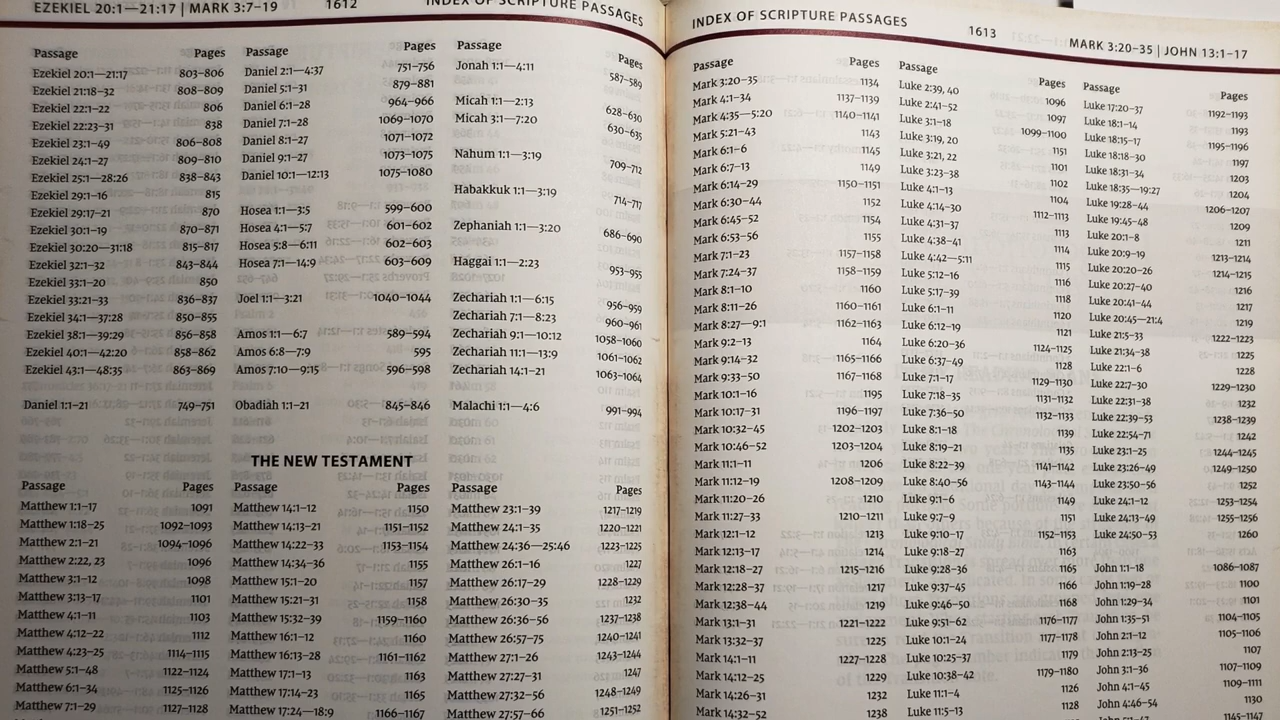 EZEKIEL 20:1—21:17 | MARK 3:7–19 1612 INDEX OF SCRIPTURE PASSAGES
Passage Pages
Ezekiel 20:1—21:17 803–806
Ezekiel 21:18-32 808–809
Ezekiel 22:1–22 806
Ezekiel 22:23–31 838
Ezekiel 23:1–49 806–808
Ezekiel 24:1–27 809–810
Ezekiel 25:1—28:26 838–843
Ezekiel 29:1–16 815
Ezekiel 29:17–21 870
Ezekiel 30:1–19 870–871
Ezekiel 30:20—31:18 815–817
Ezekiel 32:1–32 843–844
Ezekiel 33:1–20 850
Ezekiel 33:21–33 836–837
Ezekiel 34:1—37:28 850–855
Ezekiel 38:1—39:29 856–858
Ezekiel 40:1—42:20 858–862
Ezekiel 43:1—48:35 863–869
Daniel 1:1–21 749–751
Passage Pages
Daniel 2:1—4:37 751–756
Daniel 5:1–31 879–881
Daniel 6:1–28 964–966
Daniel 7:1–28 1069–1070
Daniel 8:1–27 1071–1072
Daniel 9:1–27 1073–1075
Daniel 10:1—12:13 1075–1080
Hosea 1:1—3:5 599–600
Hosea 4:1—5:7 601–602
Hosea 5:8—6:11 602–603
Hosea 7:1—14:9 603–609
Joel 1:1—3:21 1040–1044
Amos 1:1—6:7 589–594
Amos 6:8—7:9 595
Amos 7:10—9:15 596–598
Obadiah 1:1–21 845–846
Passage Pages
Jonah 1:1—4:11 587–589
Micah 1:1—2:13 628–630
Micah 3:1—7:20 630–635
Nahum 1:1—3:19 709–712
Habakkuk 1:1—3:19 714–717
Zephaniah 1:1—3:20 686–690
Haggai 1:1—2:23 953–955
Zechariah 1:1—6:15 956–959
Zechariah 7:1—8:23 960–961
Zechariah 9:1—10:12 1058–1060
Zechariah 11:1—13:9 1061–1062
Zechariah 14:1–21 1063–1064
Malachi 1:1—4:6 991–994
THE NEW TESTAMENT
Passage Pages
Matthew 1:1–17 1091
Matthew 1:18–25 1092–1093
Matthew 2:1–21 1094–1096
Matthew 2:22, 23 1096
Matthew 3:1–12 1098
Matthew 3:13–17 1101
Matthew 4:1–11 1103
Matthew 4:12–22 1112
Matthew 4:23–25 1114–1115
Matthew 5:1–48 1122–1124
Matthew 6:1–34 1125–1126
Matthew 7:1–29 1127–1128
Passage Pages
Matthew 14:1–12 1150
Matthew 14:13–21 1151–1152
Matthew 14:22–33 1153–1154
Matthew 14:34–36 1155
Matthew 15:1–20 1157
Matthew 15:21–31 1158
Matthew 15:32–39 1159–1160
Matthew 16:1–12 1160
Matthew 16:13–28 1161–1162
Matthew 17:1–13 1163
Matthew 17:14–23 1165
Matthew 17:24—18:9 1166–1167
Passage Pages
Matthew 23:1–39 1217–1219
Matthew 24:1–35 1220–1221
Matthew 24:36—25:46 1223–1225
Matthew 26:1–16 1227
Matthew 26:17–29 1228–1229
Matthew 26:30–35 1232
Matthew 26:36–56 1237–1238
Matthew 26:57–75 1240–1241
Matthew 27:1–26 1243–1244
Matthew 27:27–31 1247
Matthew 27:32–56 1248–1249
Matthew 27:57–66 1251–1252
INDEX OF SCRIPTURE PASSAGES 1613 MARK 3:20–35 | JOHN 13:1–17
Passage Pages
Mark 3:20–35 1134
Mark 4:1–34 1137–1139
Mark 4:35—5:20 1140–1141
Mark 5:21–43 1143
Mark 6:1–6 1145
Mark 6:7–13 1149
Mark 6:14–29 1150–1151
Mark 6:30–44 1152
Mark 6:45–52 1154
Mark 6:53–56 1155
Mark 7:1–23 1157–1158
Mark 7:24–37 1158–1159
Mark 8:1–10 1160
Mark 8:11–26 1160–1161
Mark 8:27—9:1 1162–1163
Mark 9:2–13 1164
Mark 9:14–32 1165–1166
Mark 9:33–50 1167–1168
Mark 10:1–16 1195
Mark 10:17–31 1196–1197
Mark 10:32–45 1202–1203
Mark 10:46–52 1203–1204
Mark 11:1–11 1206
Mark 11:12–19 1208–1209
Mark 11:20–26 1210
Mark 11:27–33 1210–1211
Mark 12:1–12 1213
Mark 12:13–17 1214
Mark 12:18–27 1215–1216
Mark 12:28–37 1217
Mark 12:38–44 1219
Mark 13:1–31 1221–1222
Mark 13:32–37 1225
Mark 14:1–11 1227–1228
Mark 14:12–25 1229
Mark 14:26–31 1232
Mark 14:32–52 1238
Passage Pages
Luke 2:39, 40 1096
Luke 2:41–52 1097
Luke 3:1–18 1099–1100
Luke 3:19, 20 1151
Luke 3:21, 22 1101
Luke 3:23–38 1102
Luke 4:1–13 1104
Luke 4:14–30 1112–1113
Luke 4:31–37 1113
Luke 4:38–41 1114
Luke 4:42—5:11 1115
Luke 5:12–16 1116
Luke 5:17–39 1118
Luke 6:1–11 1120
Luke 6:12–19 1121
Luke 6:20–36 1124–1125
Luke 6:37–49 1128
Luke 7:1–17 1129–1130
Luke 7:18–35 1131–1132
Luke 7:36–50 1132–1133
Luke 8:1–18 1139
Luke 8:19–21 1135
Luke 8:22–39 1141–1142
Luke 8:40–56 1143–1144
Luke 9:1–6 1149
Luke 9:7–9 1151
Luke 9:10–17 1152–1153
Luke 9:18–27 1163
Luke 9:28–36 1165
Luke 9:37–45 1166
Luke 9:46–50 1168
Luke 9:51–62 1176–1177
Luke 10:1–24 1177–1178
Luke 10:25–37 1179
Luke 10:38–42 1179–1180
Luke 11:1–4 1126
Luke 11:5–13 1128
Passage Pages
Luke 17:20–37 1192–1193
Luke 18:1–14 1193
Luke 18:15–17 1195–1196
Luke 18:18–30 1197
Luke 18:31–34 1203
Luke 18:35—19:27 1204
Luke 19:28–44 1206–1207
Luke 19:45–48 1209
Luke 20:1–8 1211
Luke 20:9–19 1213–1214
Luke 20:20–26 1214–1215
Luke 20:27–40 1216
Luke 20:41–44 1217
Luke 20:45—21:4 1219
Luke 21:5–33 1222–1223
Luke 21:34–38 1225
Luke 22:1–6 1228
Luke 22:7–30 1229–1230
Luke 22:31–38 1232
Luke 22:39–53 1238–1239
Luke 22:54–71 1242
Luke 23:1–25 1244–1245
Luke 23:26–49 1249–1250
Luke 23:50–56 1252
Luke 24:1–12 1253–1254
Luke 24:13–49 1255–1256
Luke 24:50–53 1260
John 1:1–18 1086–1087
John 1:19–28 1100
John 1:29–34 1101
John 1:35–51 1104–1105
John 2:1–12 1105–1106
John 2:13–25 1107
John 3:1–36 1107–1109
John 4:1–45 1109–1111
John 4:46–54 1130
1145–1147